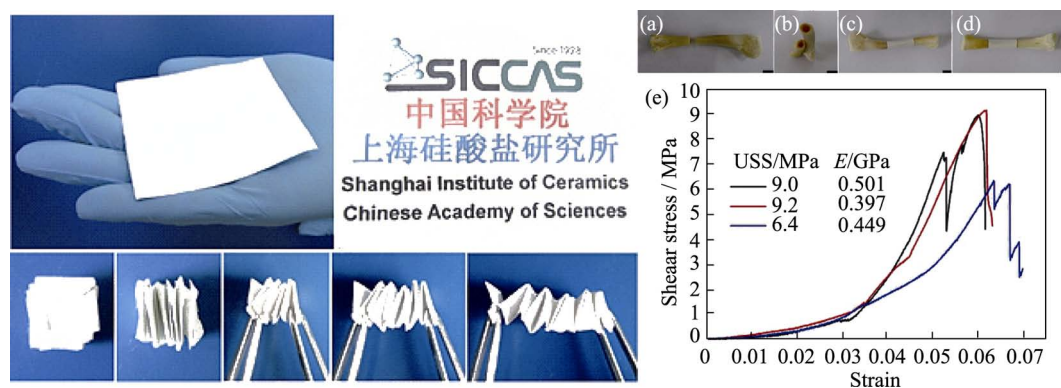 Since 1928
SICCAS
中国科学院
上海硅酸盐研究所
Shanghai Institute of Ceramics
Chinese Academy of Sciences
(a)
(b)
(c)
(d)
(e)
Sheaar stress / MPa
10
9
8
7
6
5
4
3
2
1
0
USS/MPa E/GPa
9.0 0.501
9.2 0.397
6.4 0.449
0 0.01 0.02 0.03 0.04 0.05 0.06 0.07
Strain